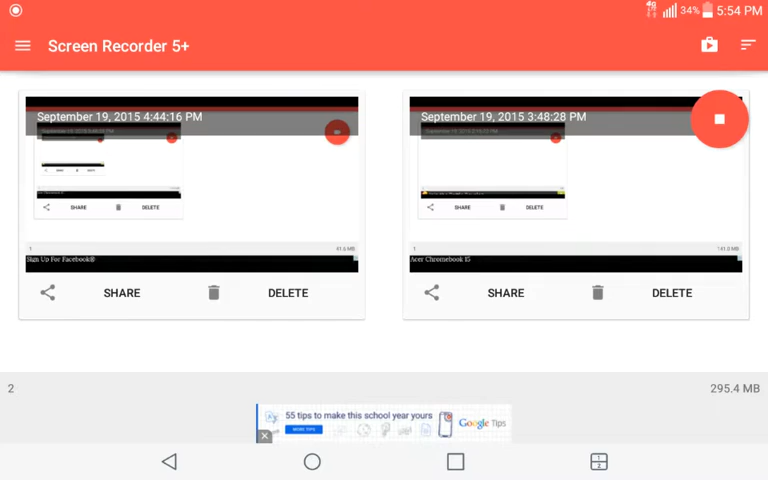 4G
34%
5:54 PM
Screen Recorder 5+
September 19, 2015 4:44:16 PM
SHARE
DELETE
1
41.6 MB
Sign Up For Facebook®
SHARE
DELETE
September 19, 2015 3:48:28 PM
SHARE
DELETE
1
141.0 MB
Acer Chromebook 15
SHARE
DELETE
2
295.4 MB
55 tips to make this school year yours
MORE TIPS
Google Tips